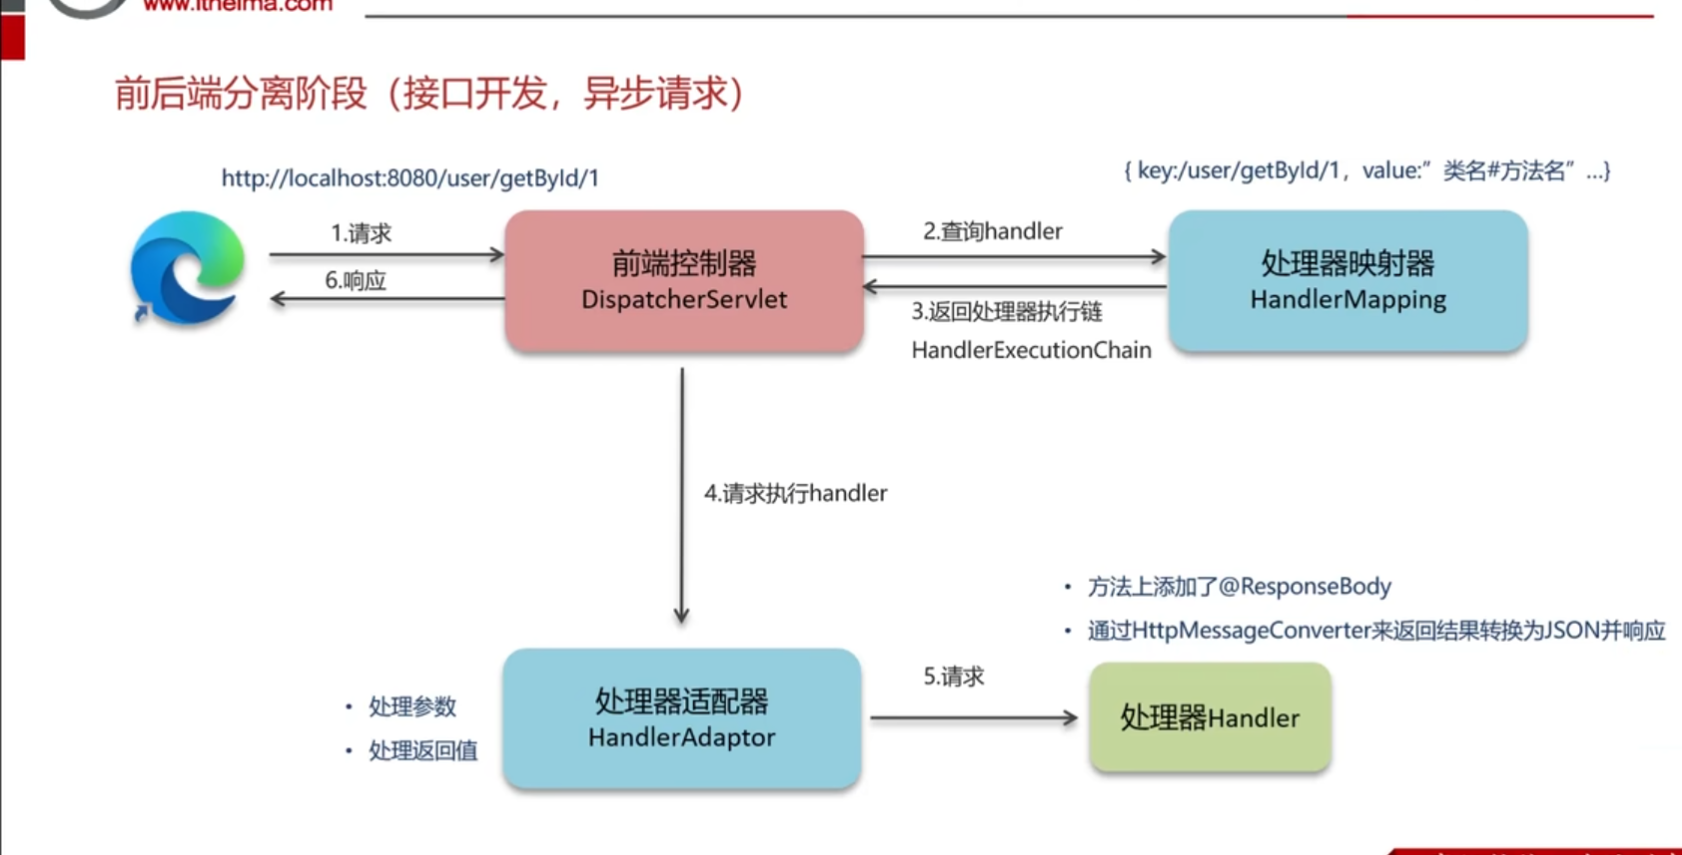 www.itheima.com
前后端分离阶段（接口开发，异步请求）
http://localhost:8080/user/getById/1
{ key:/user/getById/1，value:”类名#方法名”...}
1.请求
6.响应
前端控制器
DispatcherServlet
2.查询handler
3.返回处理器执行链
HandlerExecutionChain
处理器映射器
HandlerMapping
4.请求执行handler
• 方法上添加了@ResponseBody
• 通过HttpMessageConverter来返回结果转换为JSON并响应
• 处理参数
• 处理返回值
处理器适配器
HandlerAdaptor
5.请求
处理器Handler